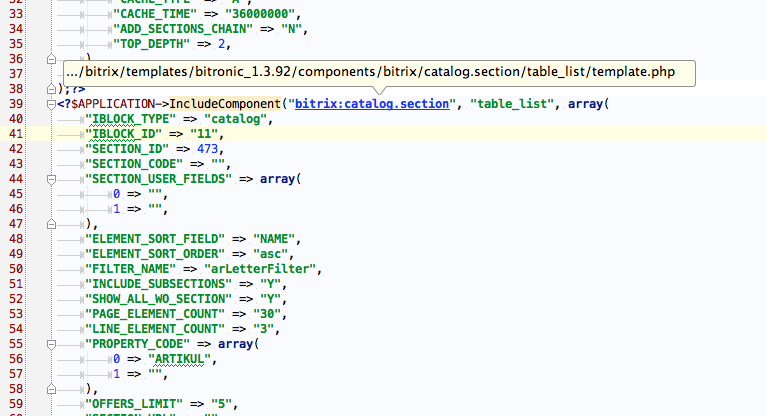 33 "CACHE_TIME" => "36000000",
34 "ADD_SECTIONS_CHAIN" => "N",
35 "TOP_DEPTH" => 2,
36 )
37
.../bitrix/templates/bitronic_1.3.92/components/bitrix/catalog.section/table_list/template.php
38 );?>
39 <?$APPLICATION->IncludeComponent("bitrix:catalog.section", "table_list", array(
40 "IBLOCK_TYPE" => "catalog",
41 "IBLOCK_ID" => "11",
42 "SECTION_ID" => 473,
43 "SECTION_CODE" => "",
44 "SECTION_USER_FIELDS" => array(
45 0 => "",
46 1 => "",
47 ),
48 "ELEMENT_SORT_FIELD" => "NAME",
49 "ELEMENT_SORT_ORDER" => "asc",
50 "FILTER_NAME" => "arLetterFilter",
51 "INCLUDE_SUBSECTIONS" => "Y",
52 "SHOW_ALL_WO_SECTION" => "Y",
53 "PAGE_ELEMENT_COUNT" => "30",
54 "LINE_ELEMENT_COUNT" => "3",
55 "PROPERTY_CODE" => array(
56 0 => "ARTIKUL",
57 1 => "",
58 ),
59 "OFFERS_LIMIT" => "5",